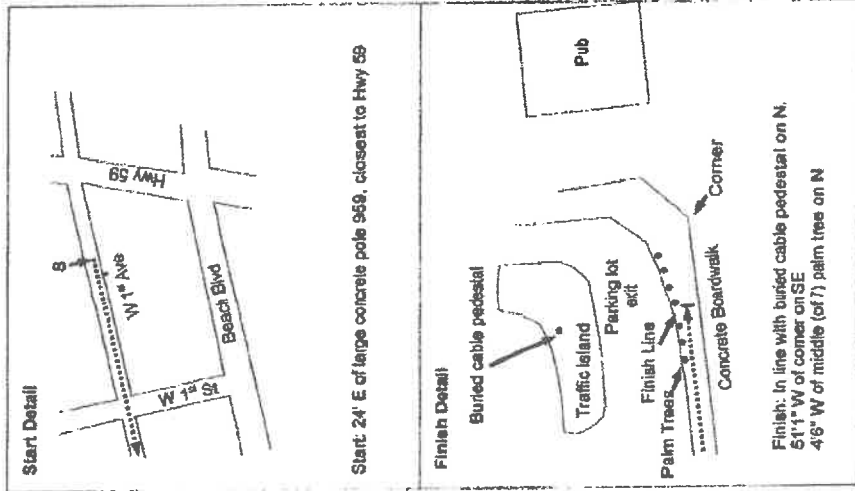 Start Detail
S
W 1st Ave
Hwy 59
W 1st St
Beach Blvd
Start: 24' E of large concrete pole 959, closest to Hwy 59
Finish Detail
Buried cable pedestal
Traffic Island
Parking lot
exit
Finish Line
Palm Trees
Concrete Boardwalk
Corner
Pub
Finish: In line with buried cable pedestal on N,
51'1" W of corner on SE
4'6" W of middle (of 7) palm tree on N